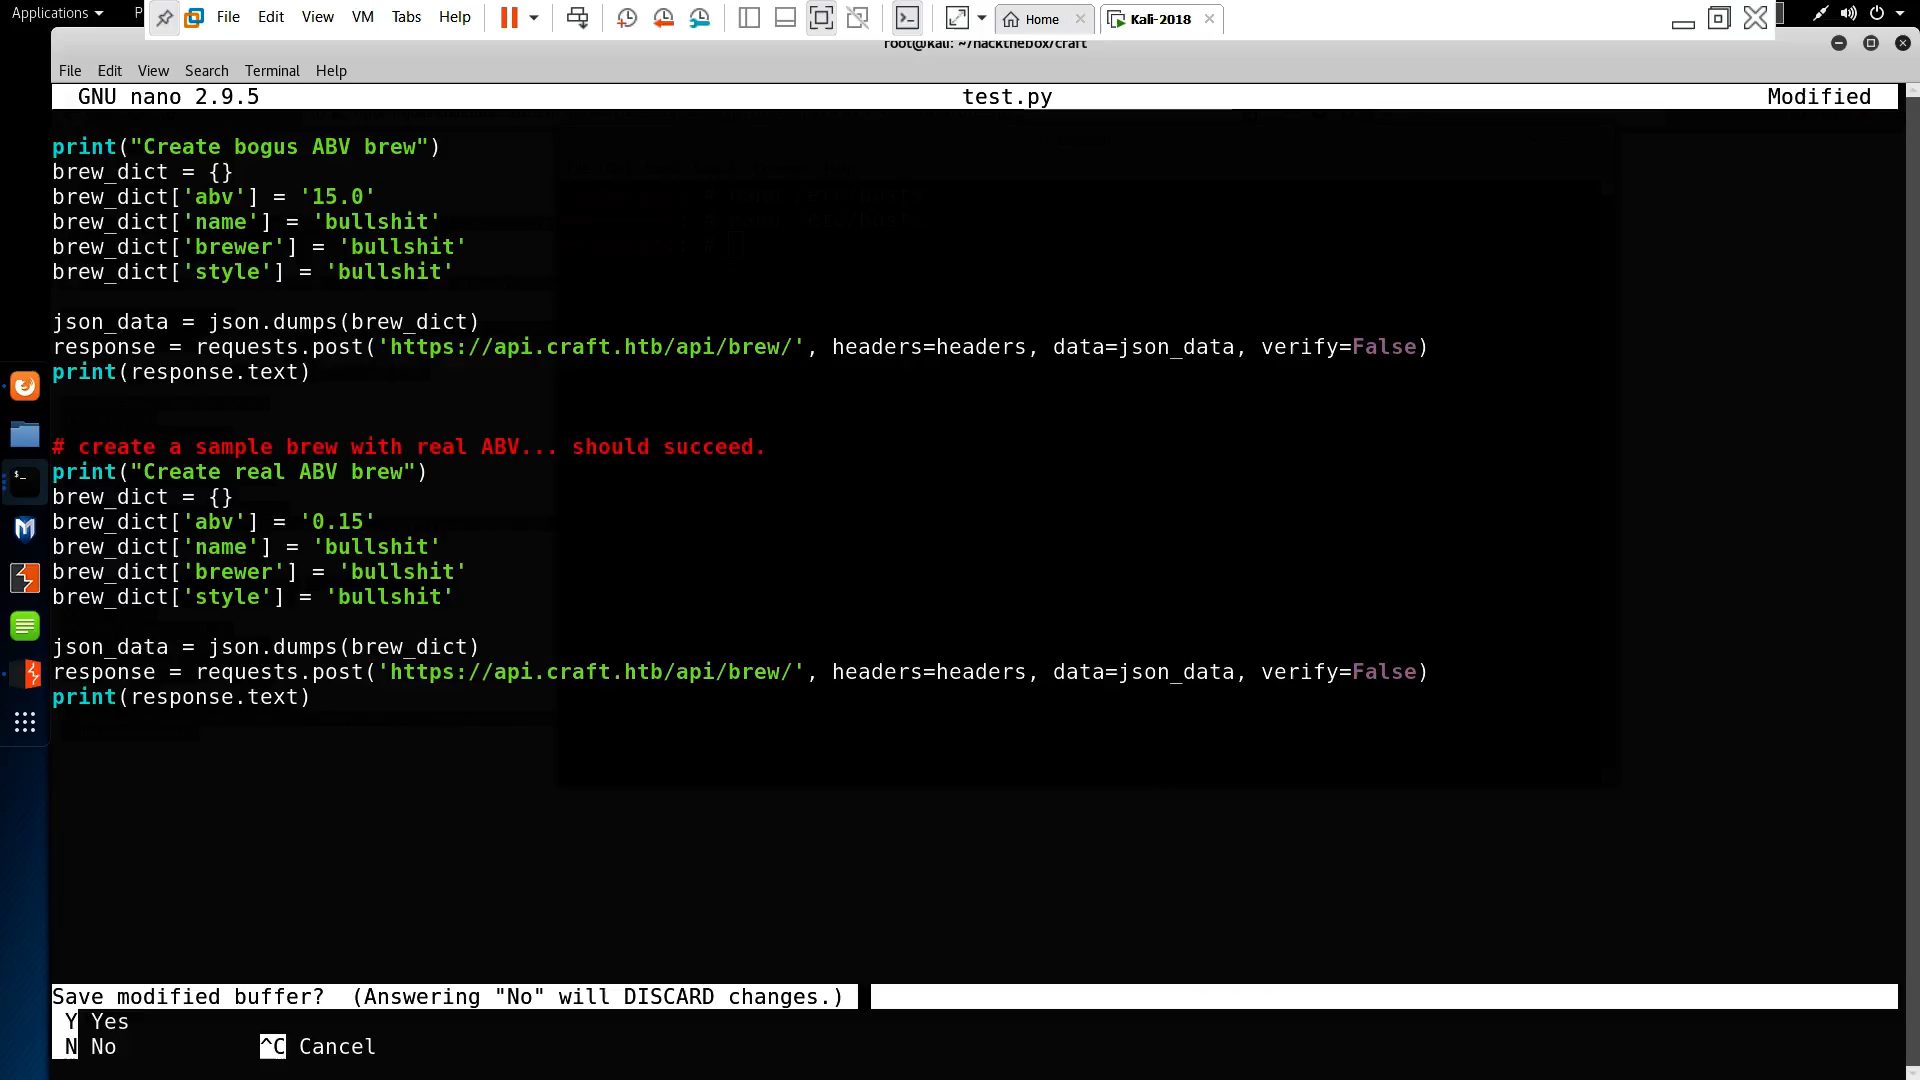 Applications
File Edit View VM Tabs Help Home Kali-2018
root@kali: ~/hackthebox/craft
File Edit View Search Terminal Help
GNU nano 2.9.5 test.py Modified
print("Create bogus ABV brew")
brew_dict = {}
brew_dict['abv'] = '15.0'
brew_dict['name'] = 'bullshit'
brew_dict['brewer'] = 'bullshit'
brew_dict['style'] = 'bullshit'
json_data = json.dumps(brew_dict)
response = requests.post('https://api.craft.htb/api/brew/', headers=headers, data=json_data, verify=False)
print(response.text)
# create a sample brew with real ABV... should succeed.
print("Create real ABV brew")
brew_dict = {}
brew_dict['abv'] = '0.15'
brew_dict['name'] = 'bullshit'
brew_dict['brewer'] = 'bullshit'
brew_dict['style'] = 'bullshit'
json_data = json.dumps(brew_dict)
response = requests.post('https://api.craft.htb/api/brew/', headers=headers, data=json_data, verify=False)
print(response.text)
Save modified buffer? (Answering "No" will DISCARD changes.)
Y Yes
N No ^C Cancel